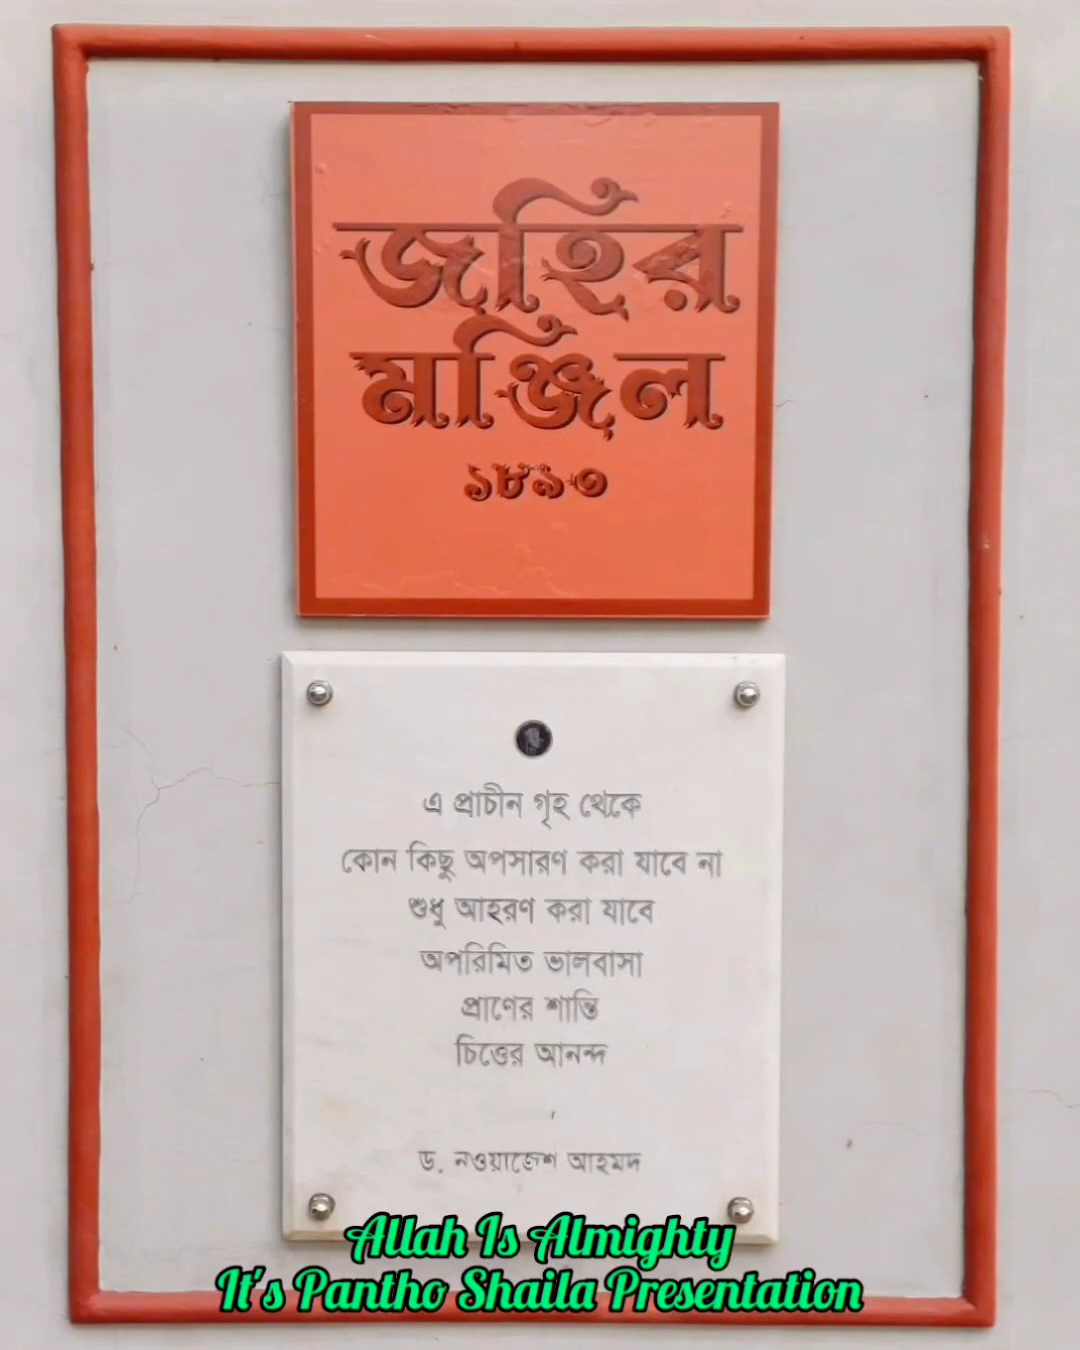 জহির
মঞ্জিল
১৮৯৩
এ প্রাচীন গৃহ থেকে
কোন কিছু অপসারণ করা যাবে না
শুধু আহরণ করা যাবে
অপরিমিত ভালবাসা
প্রাণের শান্তি
চিত্তের আনন্দ
ড. নওয়াজেশ আহমদ
Allah Is Almighty
It's Pantho Shaila Presentation